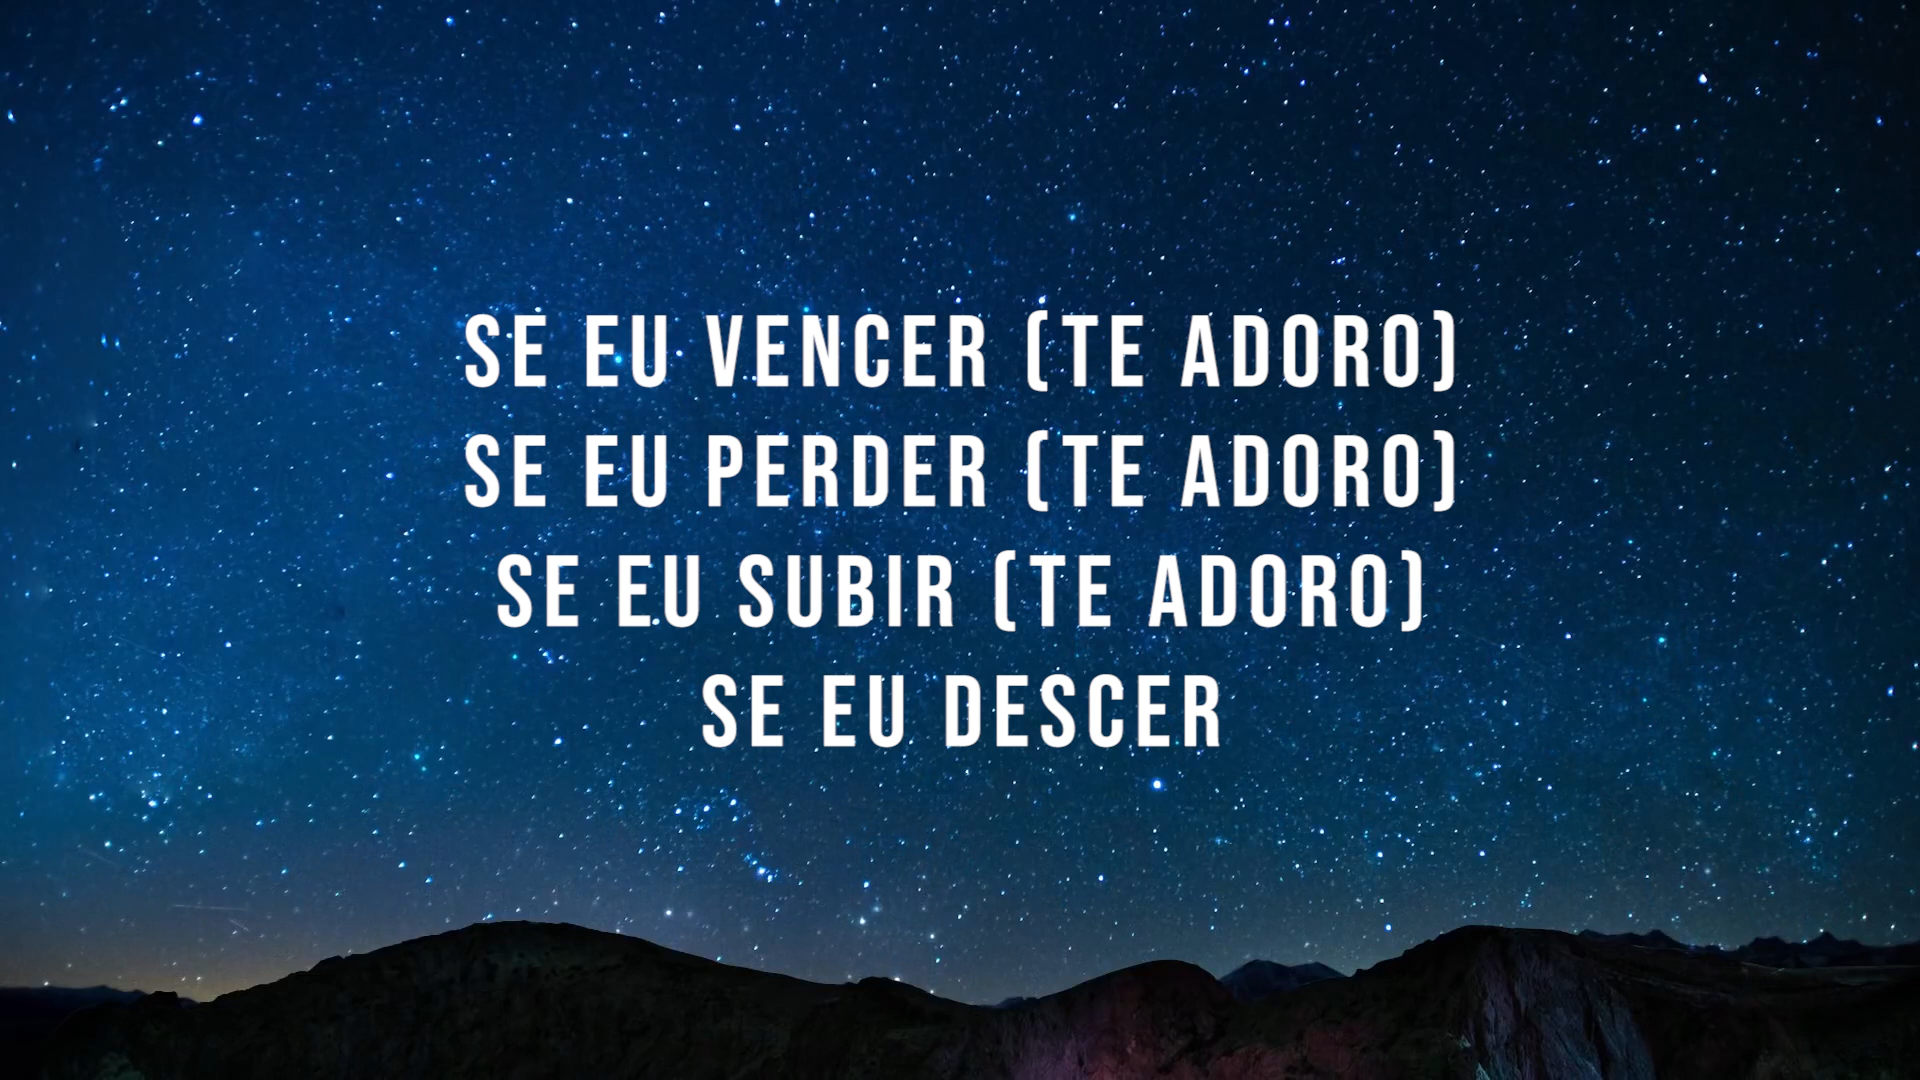 SE EU VENCER (TE ADORO)
SE EU PERDER (TE ADORO)
SE EU SUBIR (TE ADORO)
SE EU DESCER